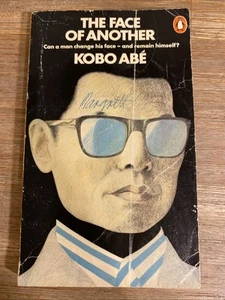 THE FACE
OF ANOTHER
Can a man change his face – and remain himself?
KOBO ABÉ